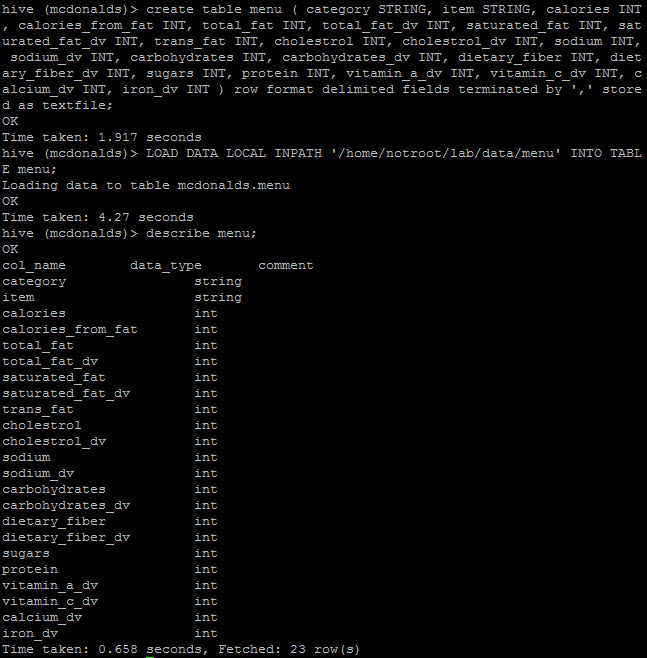 hive (mcdonalds)> create table menu ( category STRING, item STRING, calories INT
, calories_from_fat INT, total_fat INT, total_fat_dv INT, saturated_fat INT, sat
urated_fat_dv INT, trans_fat INT, cholestrol INT, cholestrol_dv INT, sodium INT,
 sodium_dv INT, carbohydrates INT, carbohydrates_dv INT, dietary_fiber INT, diet
ary_fiber_dv INT, sugars INT, protein INT, vitamin_a_dv INT, vitamin_c_dv INT, c
alcium_dv INT, iron_dv INT ) row format delimited fields terminated by ',' store
d as textfile;
OK
Time taken: 1.917 seconds
hive (mcdonalds)> LOAD DATA LOCAL INPATH '/home/notroot/lab/data/menu' INTO TABL
E menu;
Loading data to table mcdonalds.menu
OK
Time taken: 4.27 seconds
hive (mcdonalds)> describe menu;
OK
col_name        data_type       comment
category                string
item                    string
calories                int
calories_from_fat       int
total_fat               int
total_fat_dv            int
saturated_fat           int
saturated_fat_dv        int
trans_fat               int
cholestrol              int
cholestrol_dv           int
sodium                  int
sodium_dv               int
carbohydrates           int
carbohydrates_dv        int
dietary_fiber           int
dietary_fiber_dv        int
sugars                  int
protein                 int
vitamin_a_dv            int
vitamin_c_dv            int
calcium_dv              int
iron_dv                 int
Time taken: 0.658 seconds, Fetched: 23 row(s)